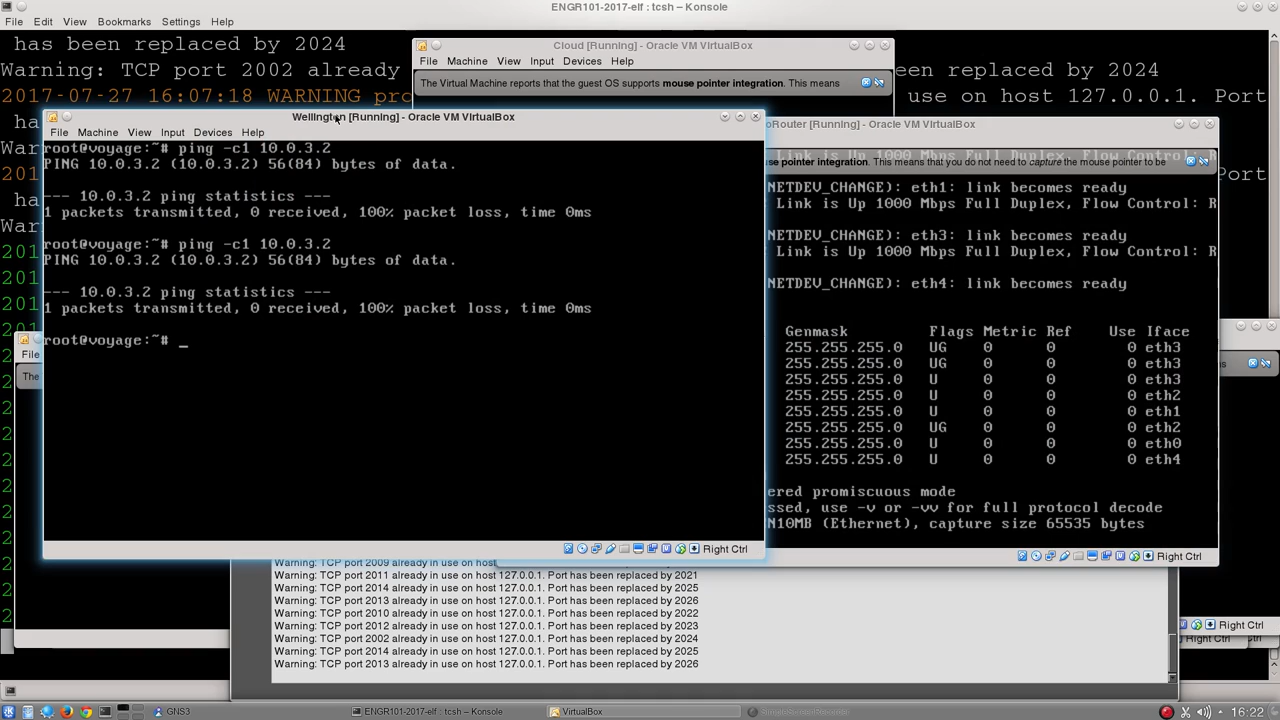 ENGR101-2017-elf : tcsh – Konsole
File Edit View Bookmarks Settings Help
has been replaced by 2024
Cloud [Running] - Oracle VM VirtualBox
Warning: TCP port 2002 already
een replaced by 2024
File Machine View Input Devices Help
The Virtual Machine reports that the guest OS supports mouse pointer integration. This means
2017-07-27 16:07:18 WARNING pro
use on host 127.0.0.1. Port
ha
Wellington [Running] - Oracle VM VirtualBox
oRouter [Running] - Oracle VM VirtualBox
File Machine View Input Devices Help
root@voyage:~# ping -c1 10.0.3.2
PING 10.0.3.2 (10.0.3.2) 56(84) bytes of data.
--- 10.0.3.2 ping statistics ---
1 packets transmitted, 0 received, 100% packet loss, time 0ms
root@voyage:~# ping -c1 10.0.3.2
PING 10.0.3.2 (10.0.3.2) 56(84) bytes of data.
--- 10.0.3.2 ping statistics ---
1 packets transmitted, 0 received, 100% packet loss, time 0ms
root@voyage:~# _
Right Ctrl
se pointer integration. This means that you do not need to capture the mouse pointer to be
NETDEV_CHANGE): eth1: link becomes ready
Link is Up 1000 Mbps Full Duplex, Flow Control: R
NETDEV_CHANGE): eth3: link becomes ready
Link is Up 1000 Mbps Full Duplex, Flow Control: R
NETDEV_CHANGE): eth4: link becomes ready
Genmask Flags Metric Ref Use Iface
255.255.255.0 UG 0 0 0 eth3
255.255.255.0 UG 0 0 0 eth3
255.255.255.0 U 0 0 0 eth3
255.255.255.0 U 0 0 0 eth2
255.255.255.0 U 0 0 0 eth1
255.255.255.0 UG 0 0 0 eth2
255.255.255.0 U 0 0 0 eth0
255.255.255.0 U 0 0 0 eth4
ered promiscuous mode
ssed, use -v or -vv for full protocol decode
N10MB (Ethernet), capture size 65535 bytes
Right Ctrl
Port
ha
War
201
201
201
File
The
Warning: TCP port 2009 already in use on host
Warning: TCP port 2011 already in use on host 127.0.0.1. Port has been replaced by 2021
Warning: TCP port 2014 already in use on host 127.0.0.1. Port has been replaced by 2025
Warning: TCP port 2013 already in use on host 127.0.0.1. Port has been replaced by 2026
Warning: TCP port 2010 already in use on host 127.0.0.1. Port has been replaced by 2022
Warning: TCP port 2012 already in use on host 127.0.0.1. Port has been replaced by 2023
Warning: TCP port 2002 already in use on host 127.0.0.1. Port has been replaced by 2024
Warning: TCP port 2014 already in use on host 127.0.0.1. Port has been replaced by 2025
Warning: TCP port 2013 already in use on host 127.0.0.1. Port has been replaced by 2026
Right Ctrl
Right Ctrl
GNS3
ENGR101-2017-elf : tcsh – Konsole
VirtualBox
SimpleScreenRecorder
16:22